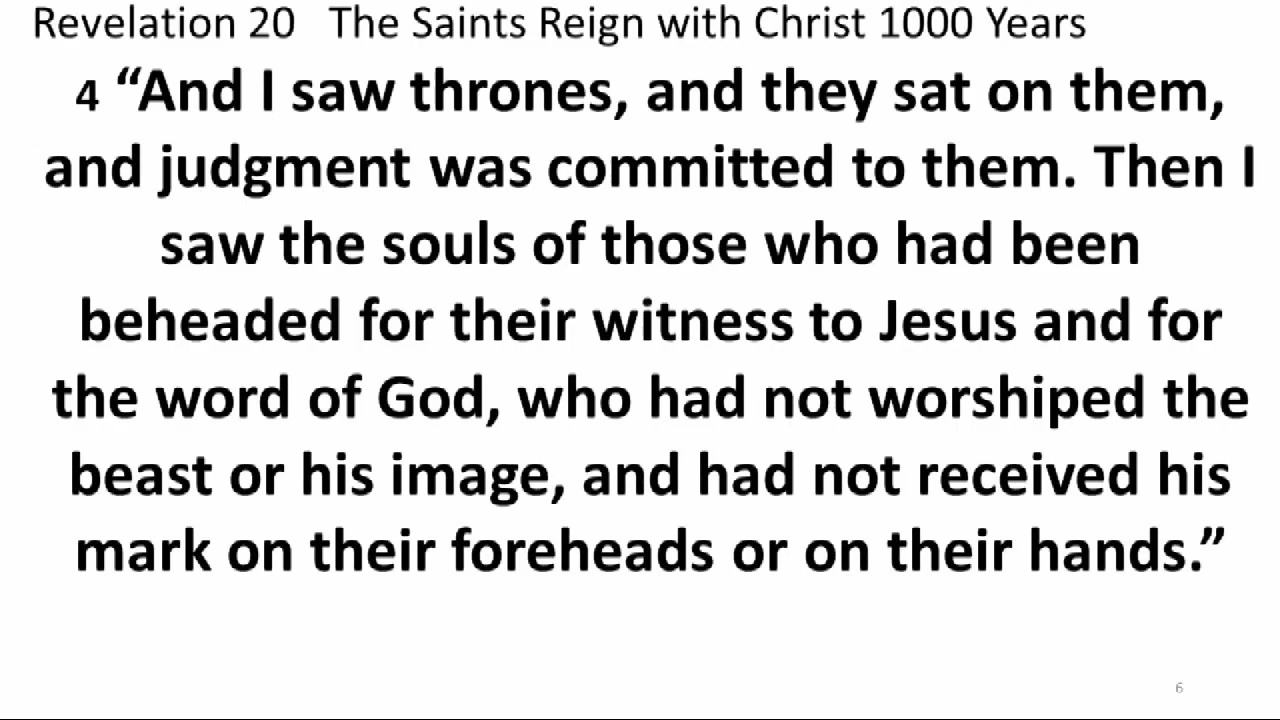 Revelation 20   The Saints Reign with Christ 1000 Years
4 “And I saw thrones, and they sat on them,
and judgment was committed to them. Then I
saw the souls of those who had been
beheaded for their witness to Jesus and for
the word of God, who had not worshiped the
beast or his image, and had not received his
mark on their foreheads or on their hands.”
6